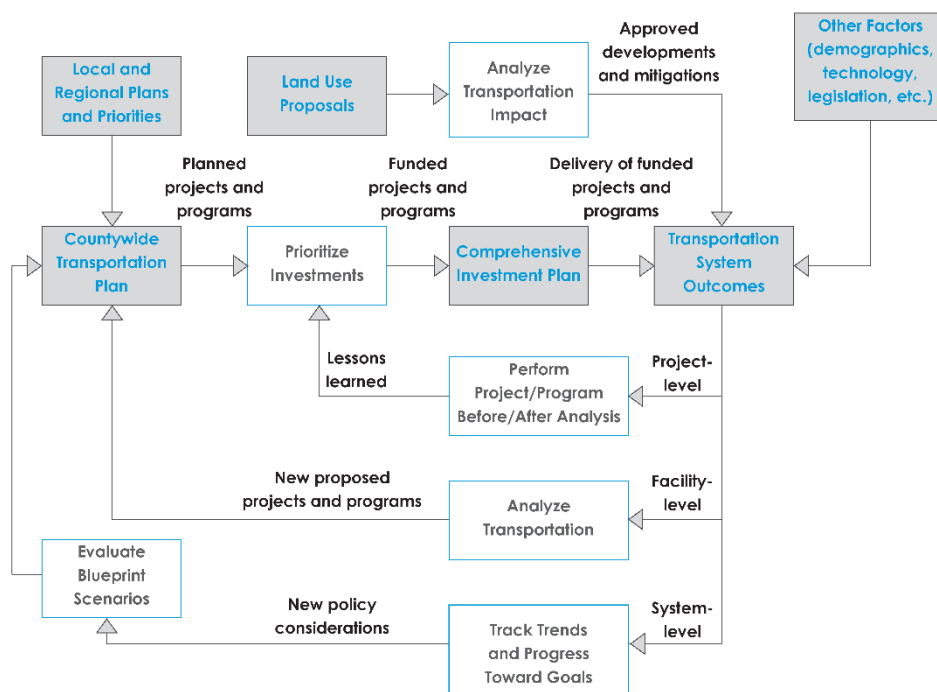 Local and
Regional Plans
and Priorities
Land Use
Proposals
Analyze
Transportation
Impact
Approved
developments
and mitigations
Other Factors
(demographics,
technology,
legislation, etc.)
Planned
projects and
programs
Funded
projects and
programs
Delivery of funded
projects and
programs
Countywide
Transportation
Plan
Prioritize
Investments
Comprehensive
Investment Plan
Transportation
System
Outcomes
Lessons
learned
Perform
Project/Program
Before/After Analysis
Project-
level
New proposed
projects and programs
Analyze
Transportation
Facility-
level
Evaluate
Blueprint
Scenarios
New policy
considerations
Track Trends
and Progress
Toward Goals
System-
level